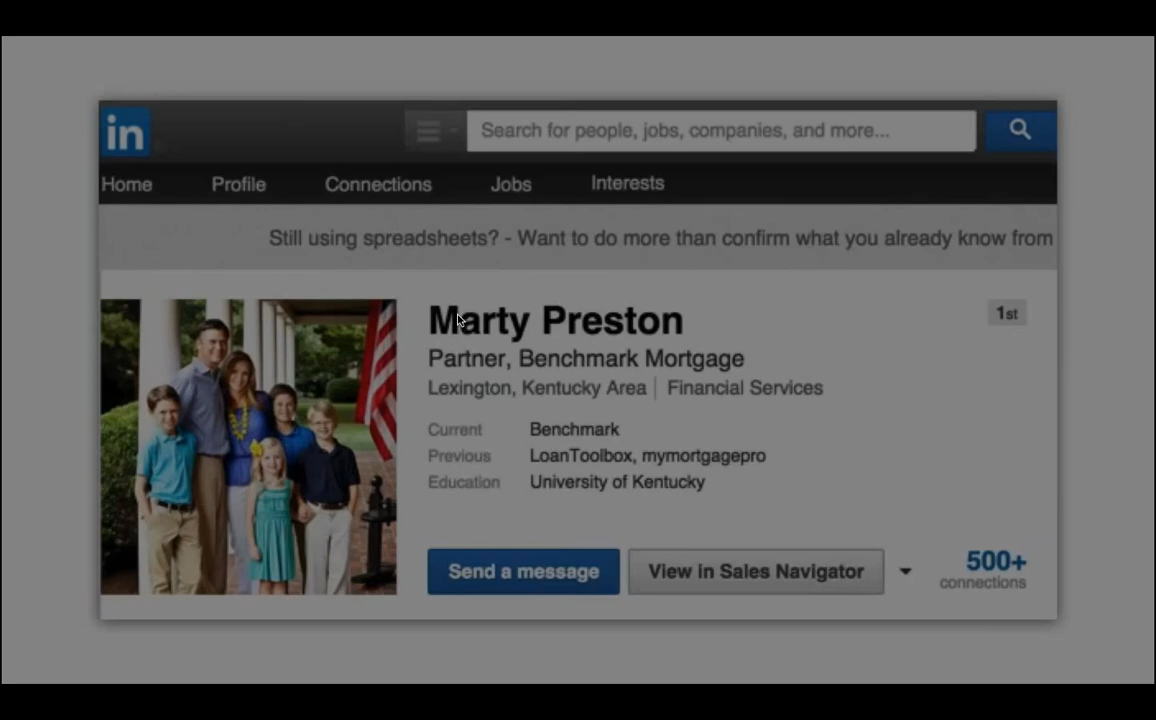 in
Search for people, jobs, companies, and more...
Home Profile Connections Jobs Interests
Still using spreadsheets? - Want to do more than confirm what you already know from
Marty Preston
1st
Partner, Benchmark Mortgage
Lexington, Kentucky Area | Financial Services
Current Benchmark
Previous LoanToolbox, mymortgagepro
Education University of Kentucky
Send a message View in Sales Navigator 500+
connections